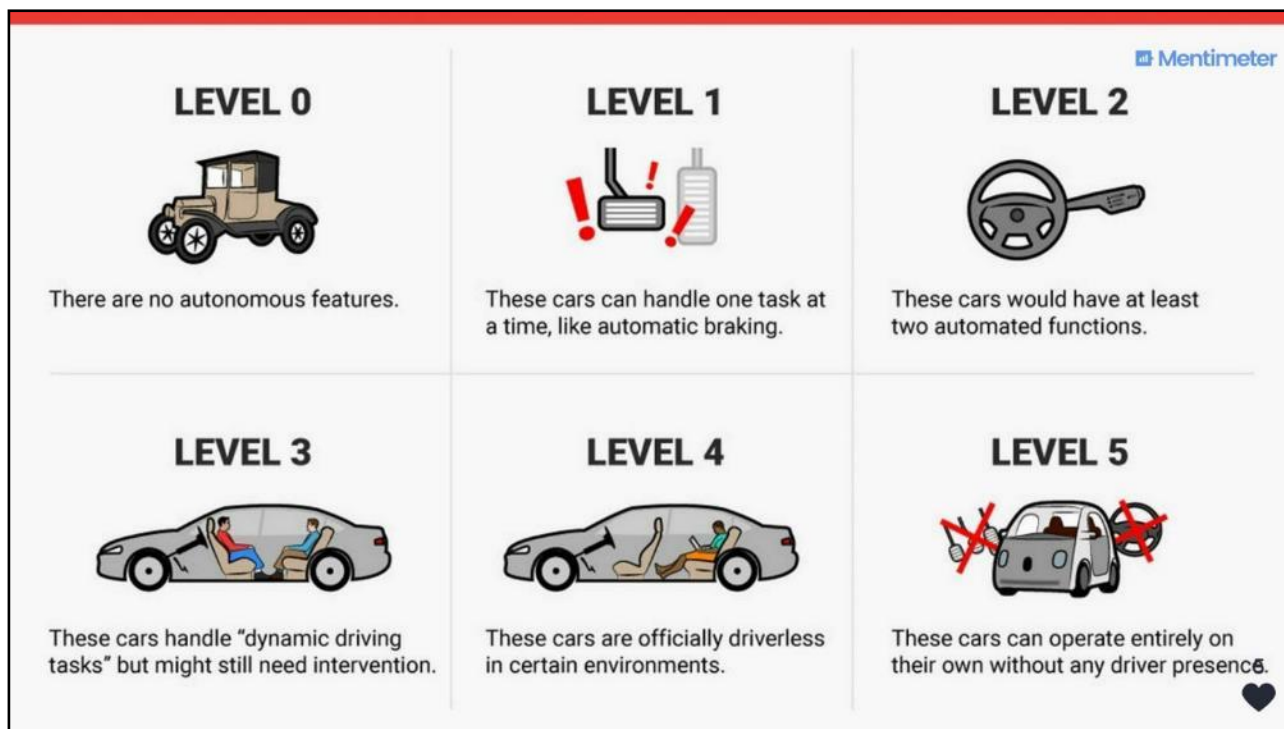 Mentimeter
LEVEL 0
There are no autonomous features.
LEVEL 1
These cars can handle one task at
a time, like automatic braking.
LEVEL 2
These cars would have at least
two automated functions.
LEVEL 3
These cars handle “dynamic driving
tasks” but might still need intervention.
LEVEL 4
These cars are officially driverless
in certain environments.
LEVEL 5
These cars can operate entirely on
their own without any driver presence.